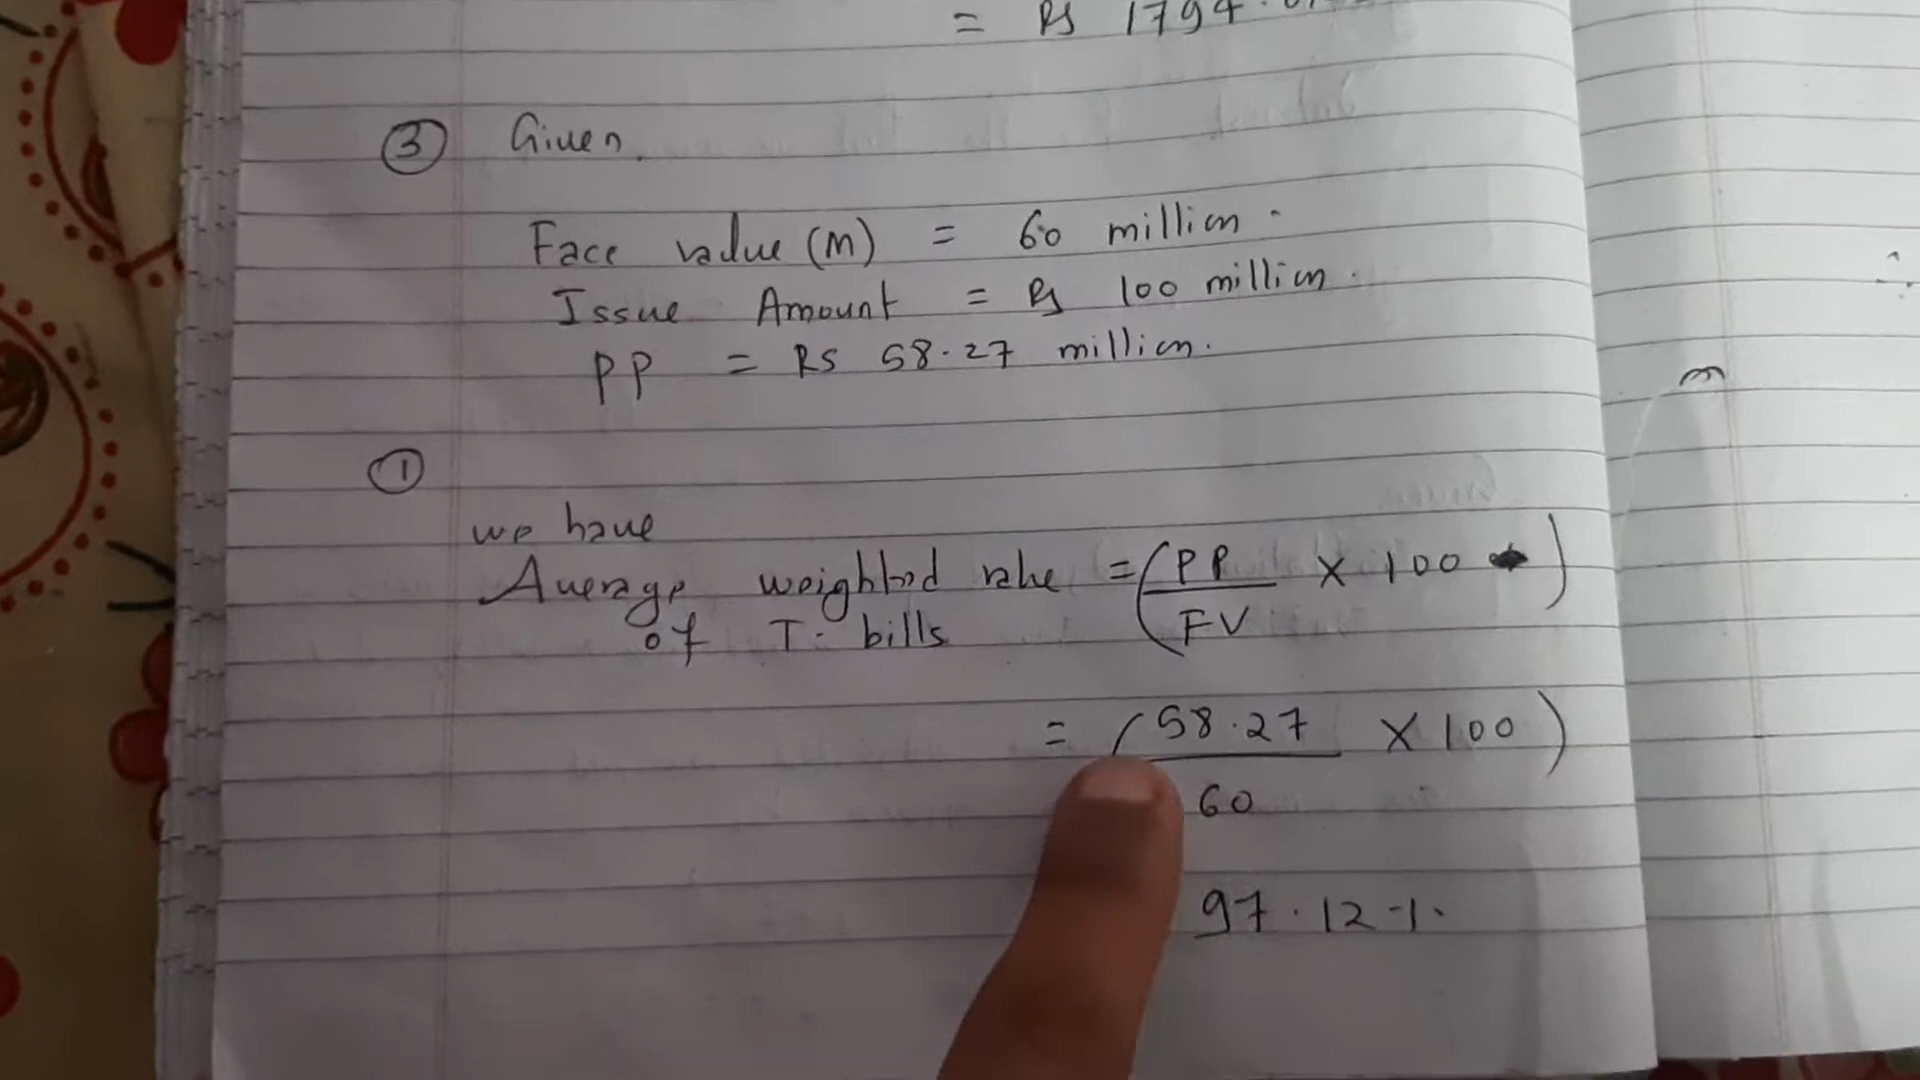 = Rs 1794.
③ Given.
Face value (M) = 60 million.
Issue Amount = Rs 100 million.
PP = Rs 58.27 million.
①
we have
Average weighted rate = (PP/FV × 100)
of T. bills
= (58.27/60 × 100)
97.12%